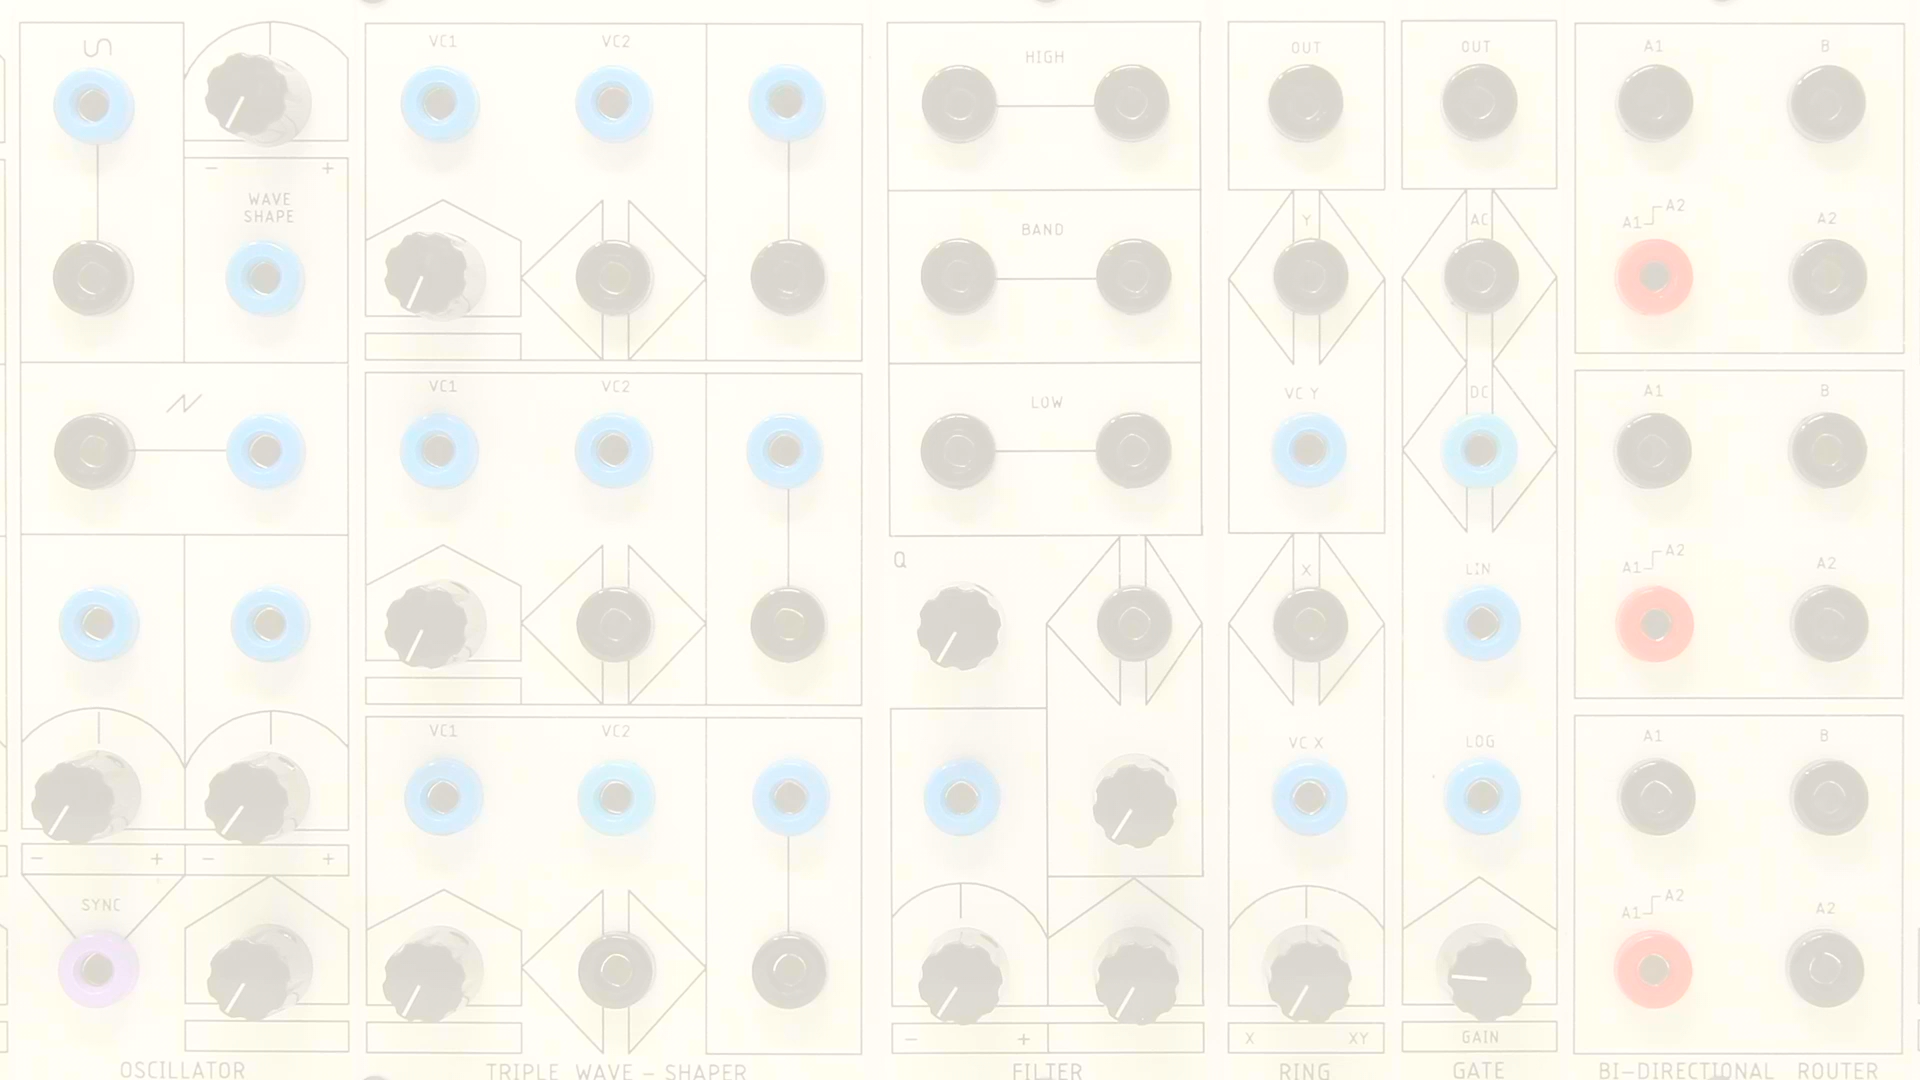 VC1 VC2 HIGH OUT OUT A1 B
- +
WAVE
SHAPE
BAND Y AC A1 A2 A2
VC1 VC2 LOW VC Y DC A1 B
Q X LIN A1 A2 A2
VC1 VC2 VC X LOG A1 B
- + - +
SYNC A1 A2 A2
- + X XY GAIN
OSCILLATOR TRIPLE WAVE - SHAPER FILTER RING GATE BI-DIRECTIONAL ROUTER